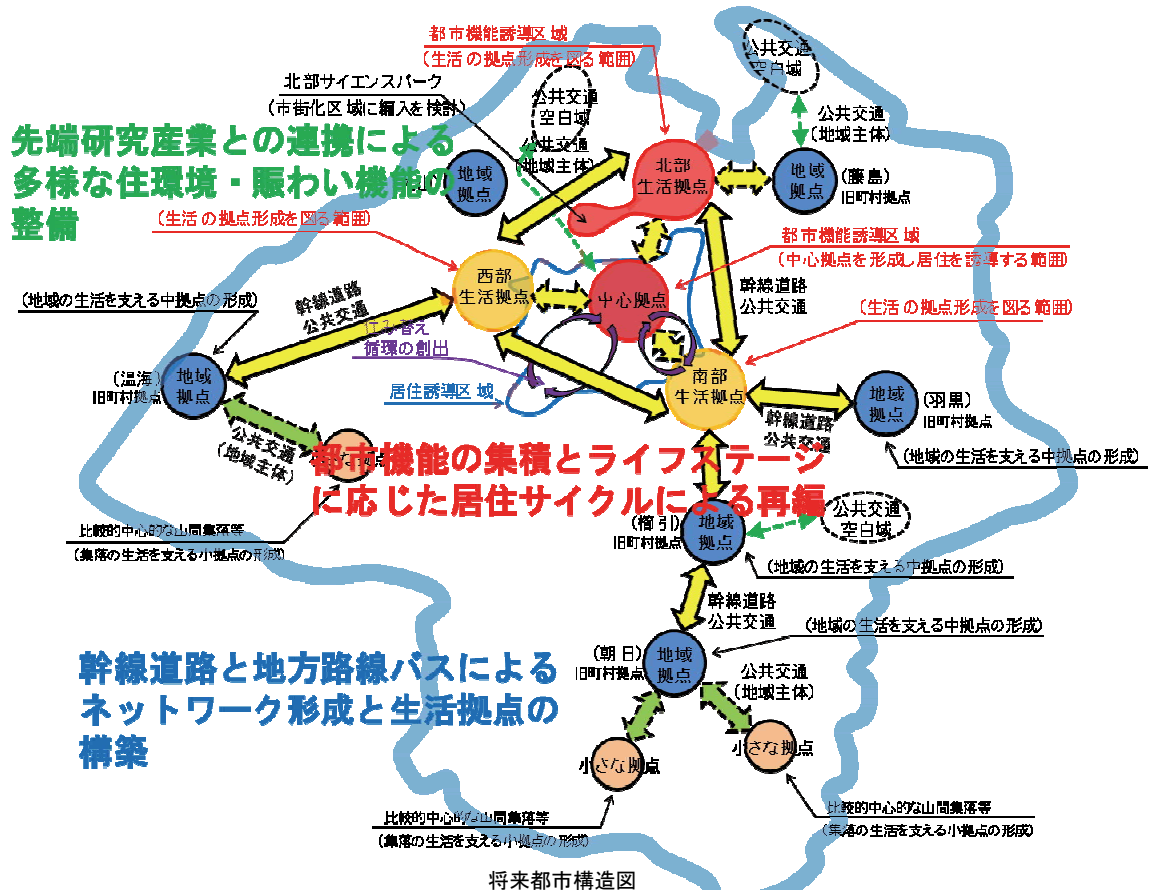 都市機能誘導区域
(生活の拠点形成を図る範囲)
公共交通
空白域
北部サイエンスパーク
(市街化区域に編入を検討)
公共交通
空白域
公共交通
(地域主体)
公共交通
(地域主体)
先端研究産業との連携による
多様な住環境・賑わい機能の
整備
地域
拠点
北部
生活拠点
地域
拠点
(藤島)
旧町村拠点
(生活の拠点形成を図る範囲)
都市機能誘導区域
(中心拠点を形成し居住を誘導する範囲)
西部
生活拠点
中心拠点
幹線道路
公共交通
(地域の生活を支える中拠点の形成)
幹線道路
公共交通
(生活の拠点形成を図る範囲)
循環の創出
居住誘導区域
(温海)
旧町村拠点
地域
拠点
南部
生活拠点
幹線道路
公共交通
地域
拠点
(羽黒)
旧町村拠点
(地域の生活を支える中拠点の形成)
公共交通
(地域主体)
都市機能の集積とライフステージ
に応じた居住サイクルによる再編
比較的中心的な山間集落等
(集落の生活を支える小拠点の形成)
(櫛引)
旧町村拠点
地域
拠点
公共交通
空白域
(地域の生活を支える中拠点の形成)
幹線道路
公共交通
(地域の生活を支える中拠点の形成)
幹線道路と地方路線バスによる
ネットワーク形成と生活拠点の
構築
(朝日)
旧町村拠点
地域
拠点
公共交通
(地域主体)
小さな拠点
小さな拠点
比較的中心的な山間集落等
(集落の生活を支える小拠点の形成)
比較的中心的な山間集落等
(集落の生活を支える小拠点の形成)
将来都市構造図